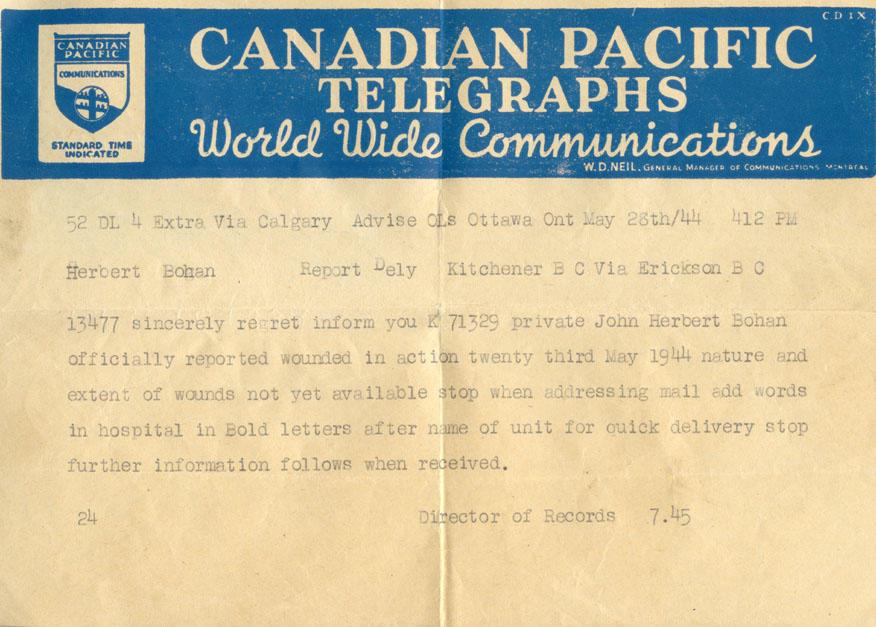 CD 1X
CANADIAN PACIFIC
TELEGRAPHS
World Wide Communications
W.D.NEIL, GENERAL MANAGER OF COMMUNICATIONS MONTREAL
CANADIAN
PACIFIC
COMMUNICATIONS
STANDARD TIME
INDICATED
52 DL 4 Extra Via Calgary Advise OLs Ottawa Ont May 28th/44 412 PM
Herbert Bohan Report Dely Kitchener B C Via Erickson B C
13477 sincerely regret inform you K 71329 private John Herbert Bohan
officially reported wounded in action twenty third May 1944 nature and
extent of wounds not yet available stop when addressing mail add words
in hospital in Bold letters after name of unit for quick delivery stop
further information follows when received.
24 Director of Records 7.45